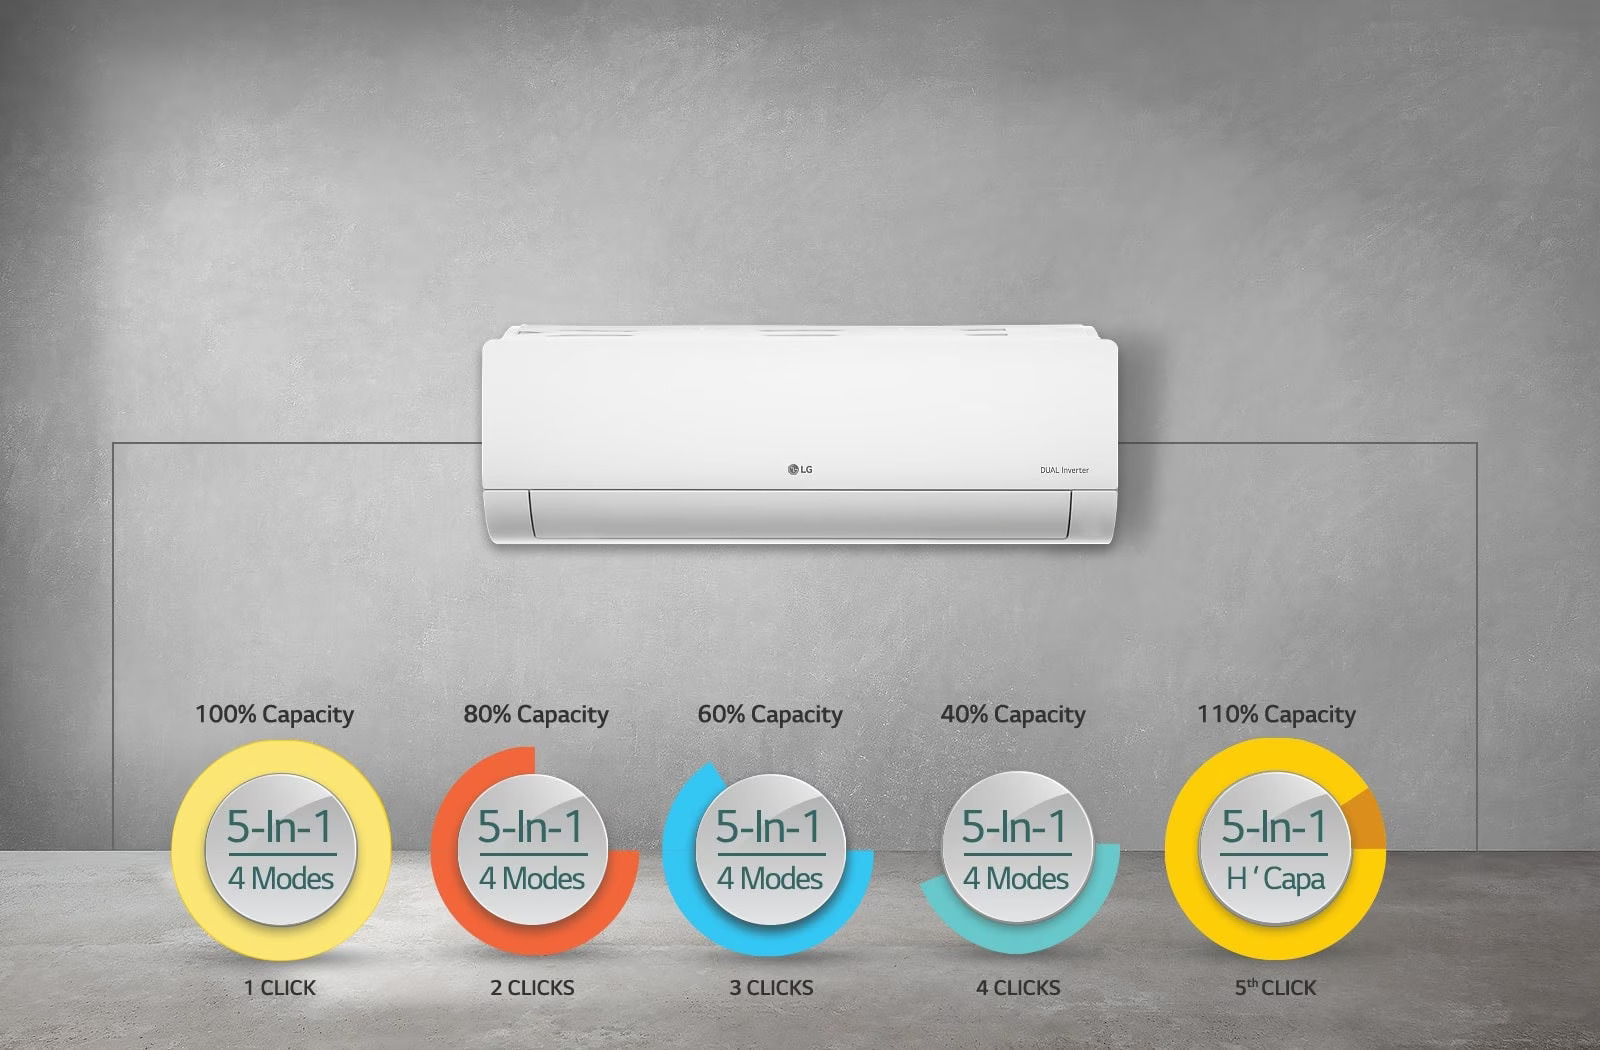 LG
DUAL Inverter
100% Capacity
80% Capacity
60% Capacity
40% Capacity
110% Capacity
5-In-1
4 Modes
5-In-1
4 Modes
5-In-1
4 Modes
5-In-1
4 Modes
5-In-1
H ' Capa
1 CLICK
2 CLICKS
3 CLICKS
4 CLICKS
5th CLICK